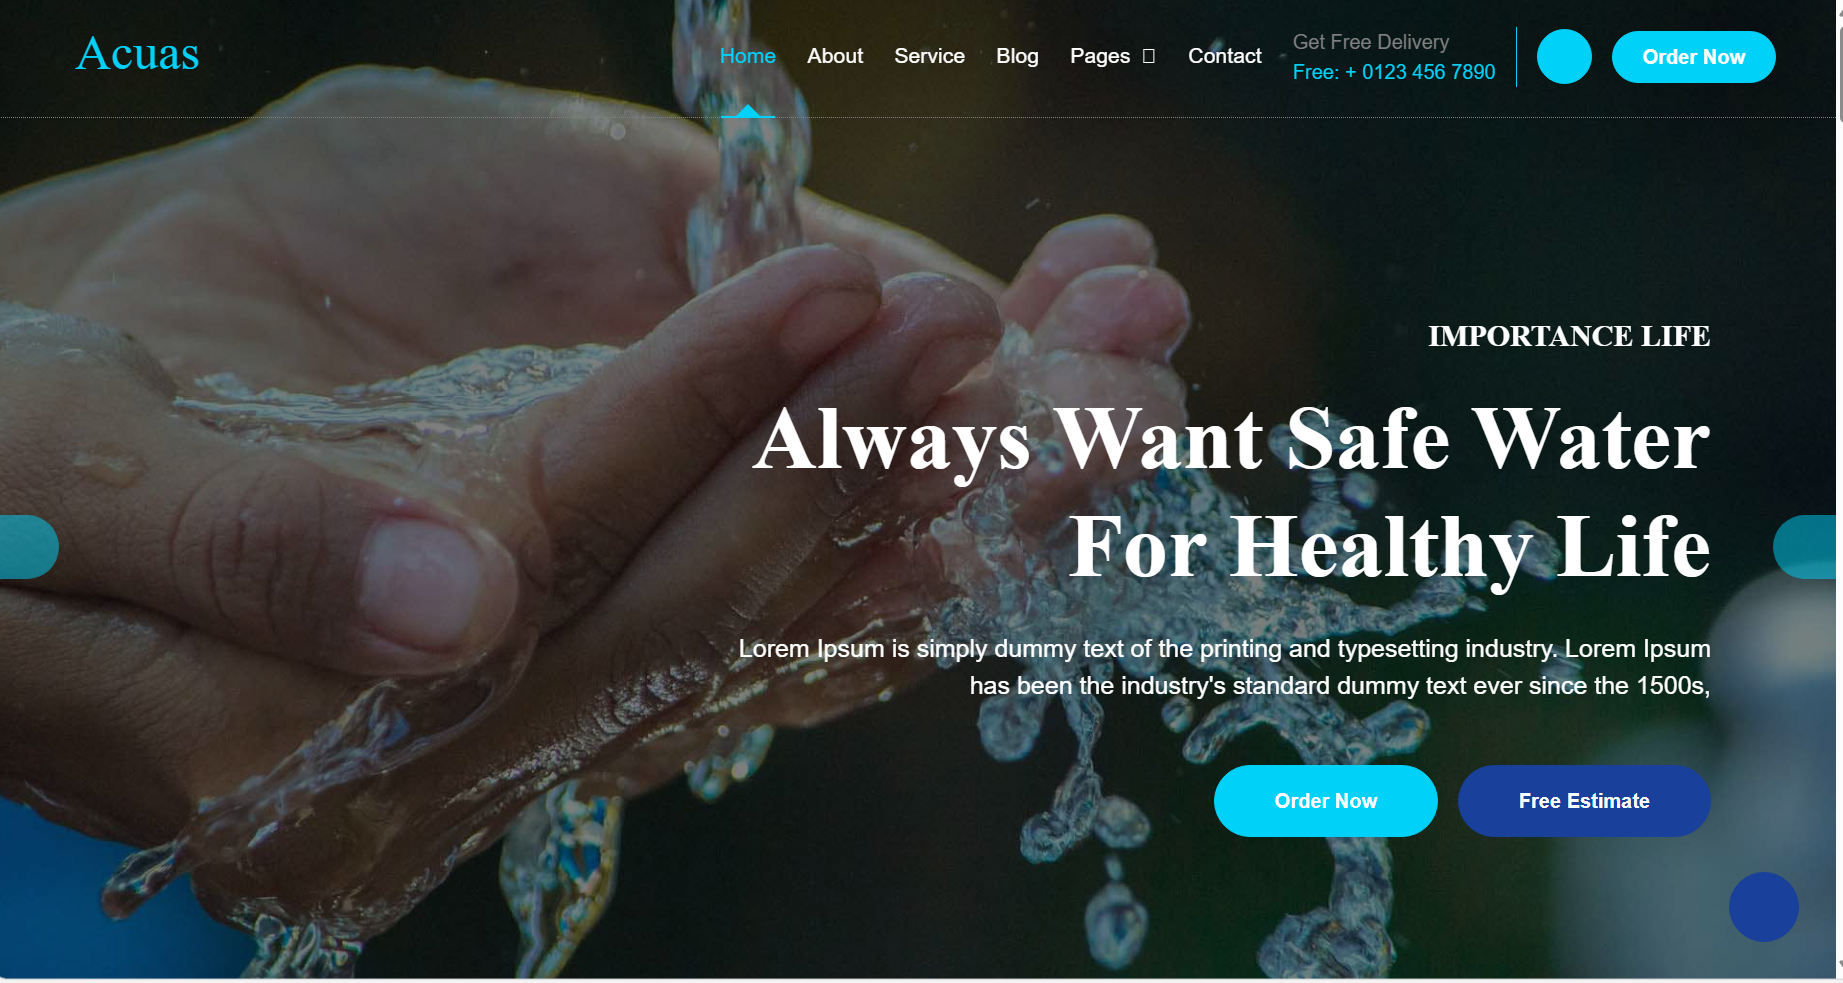 Acuas
Home About Service Blog Pages Contact
Get Free Delivery
Free: + 0123 456 7890
Order Now
IMPORTANCE LIFE
Always Want Safe Water
For Healthy Life
Lorem Ipsum is simply dummy text of the printing and typesetting industry. Lorem Ipsum
has been the industry's standard dummy text ever since the 1500s,
Order Now Free Estimate